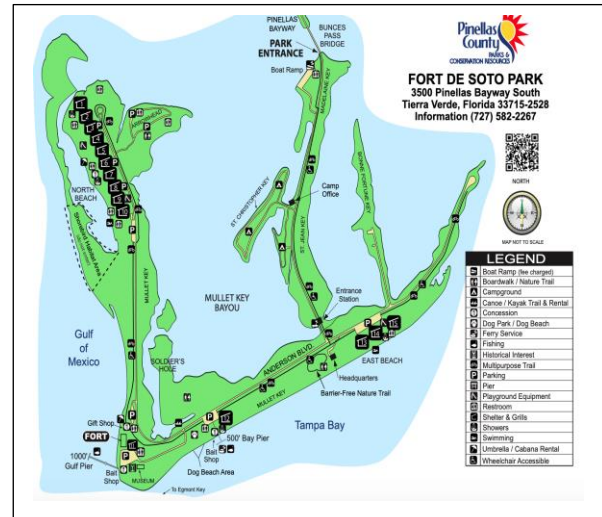 Pinellas
County
PARKS &
CONSERVATION RESOURCES
FORT DE SOTO PARK
3500 Pinellas Bayway South
Tierra Verde, Florida 33715-2528
Information (727) 582-2267
NORTH
MAP NOT TO SCALE
PINELLAS
BAYWAY
BUNCES
PASS
BRIDGE
PARK
ENTRANCE
Boat Ramp
MADELAINE KEY
ARROWHEAD
NORTH
BEACH
Shorebird Habitat Area
ST. CHRISTOPHER KEY
Camp
Office
BONNE FORTUNE KEY
ST. JEAN KEY
MULLET KEY
MULLET KEY
BAYOU
Entrance
Station
Gulf
of
Mexico
SOLDIER'S
HOLE
ANDERSON BLVD.
EAST BEACH
MULLET KEY
Headquarters
Barrier-Free Nature Trail
Tampa Bay
Gift Shop
FORT
500' Bay Pier
Bait
Shop
1000'
Gulf Pier
Dog Beach Area
Bait
Shop
MUSEUM
To Egmont Key
LEGEND
Boat Ramp (fee charged)
Boardwalk / Nature Trail
Campground
Canoe / Kayak Trail & Rental
Concession
Dog Park / Dog Beach
Ferry Service
Fishing
Historical Interest
Multipurpose Trail
Parking
Pier
Playground Equipment
Restroom
Shelter & Grills
Showers
Swimming
Umbrella / Cabana Rental
Wheelchair Accessible